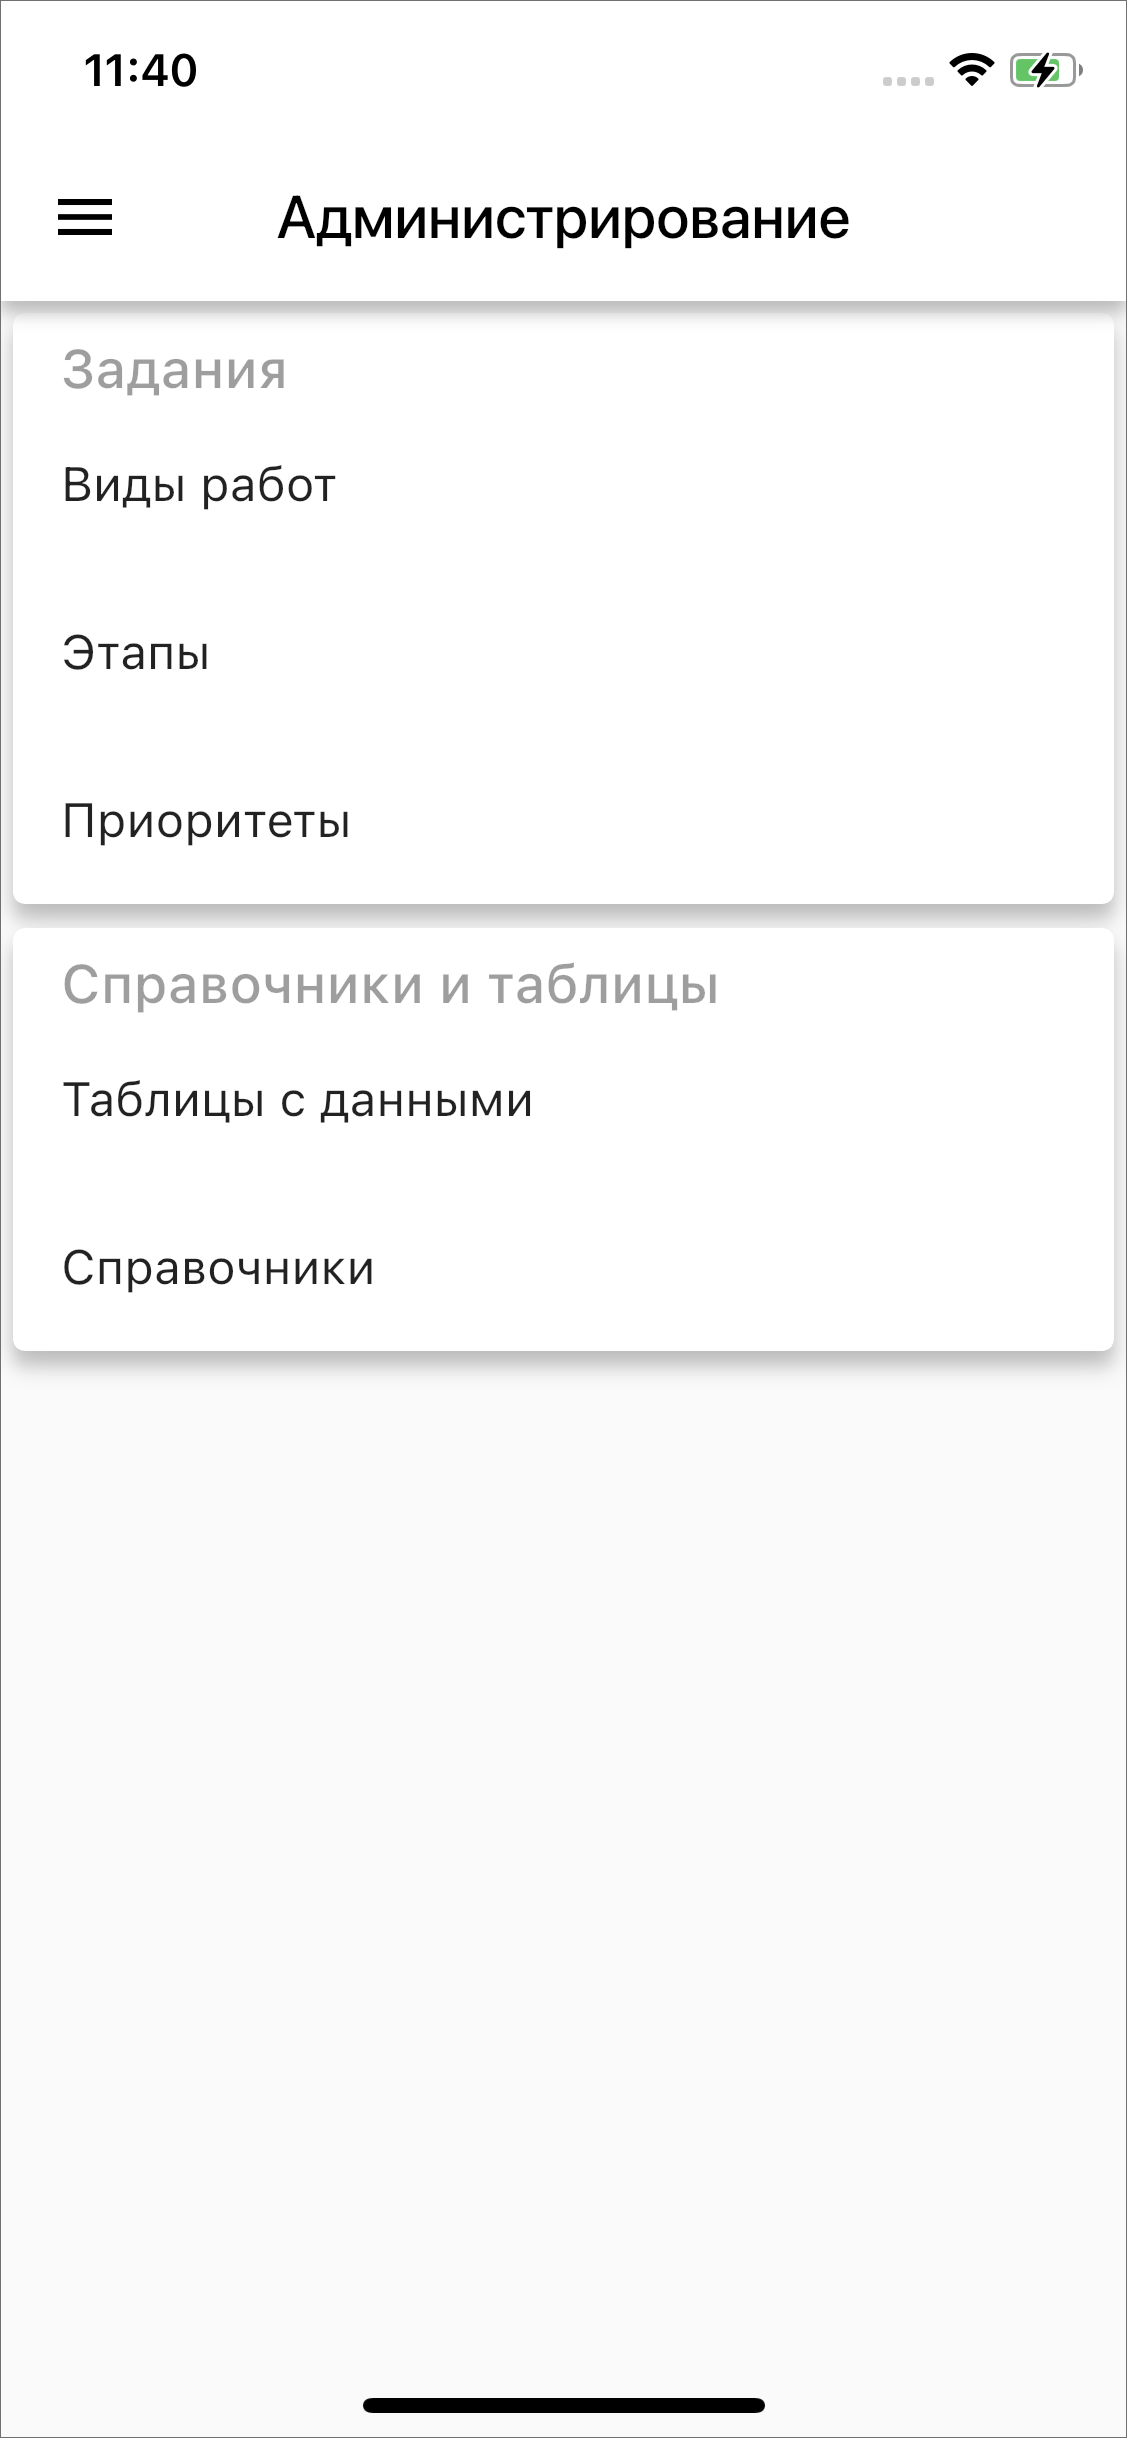 11:40
Администрирование
Задания
Виды работ
Этапы
Приоритеты
Справочники и таблицы
Таблицы с данными
Справочники